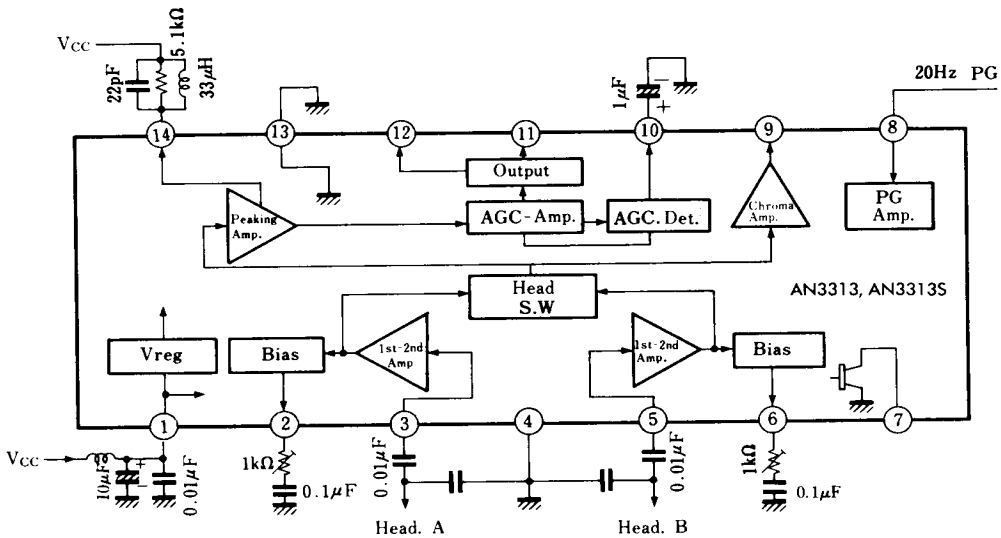 VCC
22pF
5.1kΩ
33μH
1μF
−
+
20Hz PG
14
13
12
11
10
9
8
Output
Peaking
Amp.
AGC-Amp.
AGC. Det.
Chroma
Amp.
PG
Amp.
Head
S.W
AN3313, AN3313S
Vreg
Bias
1st-2nd
Amp
1st-2nd
Amp.
Bias
1
2
3
4
5
6
7
VCC
10μF
+
−
0.01μF
1kΩ
0.1μF
0.01μF
Head. A
0.01μF
Head. B
1kΩ
0.1μF